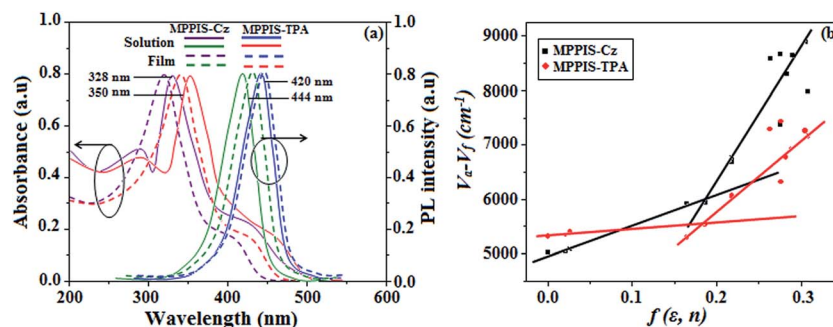 MPPIS-Cz MPPIS-TPA (a)
Solution
Film
328 nm
350 nm
420 nm
444 nm
Absorbance (a.u)
1.0
0.8
0.6
0.4
0.2
0.0
PL intensity (a.u)
1.0
0.8
0.6
0.4
0.2
0.0
200 300 400 500 600
Wavelength (nm)
(b)
MPPIS-Cz
MPPIS-TPA
Va-Vf (cm-1)
9000
8000
7000
6000
5000
0.0 0.1 0.2 0.3
f (ε, n)